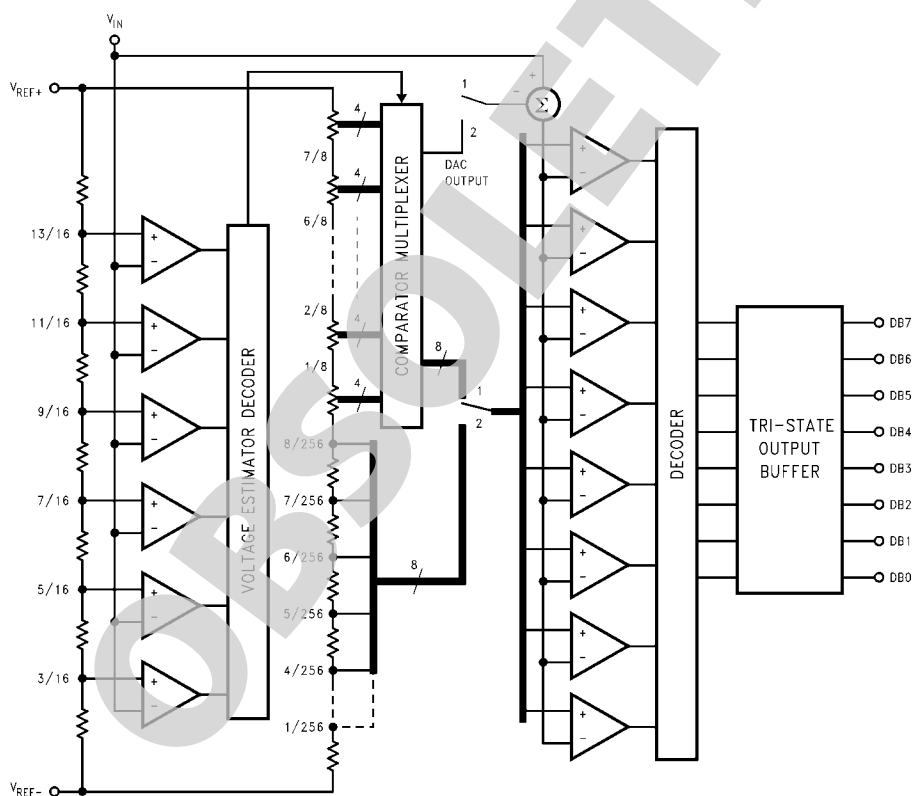 V_IN
V_REF+
13/16
11/16
9/16
7/16
5/16
3/16
V_REF−
+
−
+
−
+
−
+
−
+
−
+
−
VOLTAGE ESTIMATOR DECODER
4
7/8
4
6/8
2/8
4
1/8
4
8/256
7/256
6/256
5/256
4/256
1/256
COMPARATOR MULTIPLEXER
8
8
1
2
DAC
OUTPUT
1
2
+
−
Σ
+
−
+
−
+
−
+
−
+
−
+
−
+
−
+
−
DECODER
TRI-STATE
OUTPUT
BUFFER
DB7
DB6
DB5
DB4
DB3
DB2
DB1
DB0
OBSOLETE